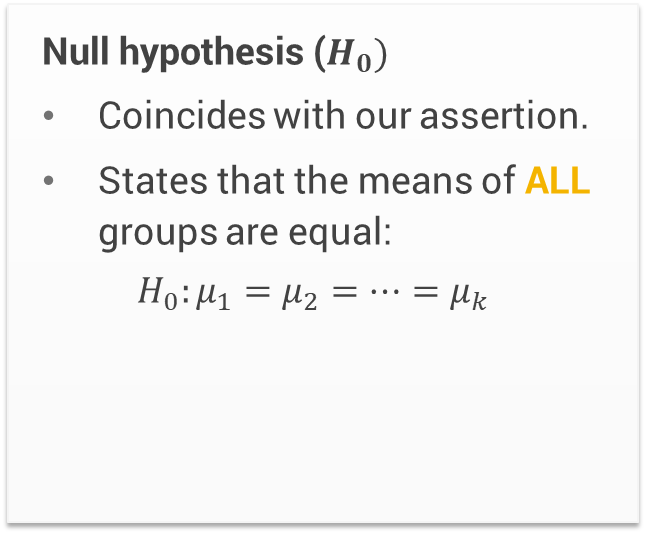 Null hypothesis (𝑯₀)
• Coincides with our assertion.
• States that the means of ALL
groups are equal:
𝐻₀: 𝜇₁ = 𝜇₂ = ⋯ = 𝜇ₖ